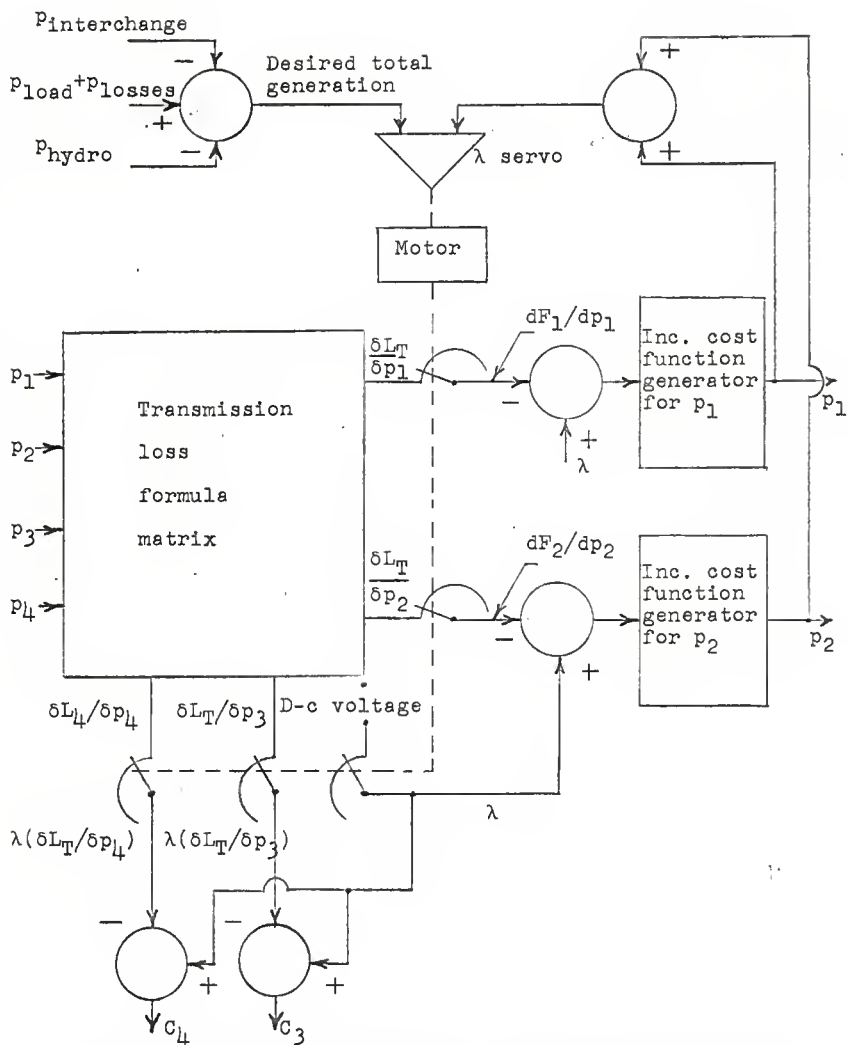 Pinterchange
−
Pload+Plosses
+
Phydro
−
Desired total
generation
+
+
λ servo
Motor
p1
p2
p3
p4
Transmission
loss
formula
matrix
δLT
δp1
dF1/dp1
−
+
λ
Inc. cost
function
generator
for p1
p1
δLT
δp2
dF2/dp2
−
+
Inc. cost
function
generator
for p2
p2
δL4/δp4
δLT/δp3
D-c voltage
λ
λ(δLT/δp4)
λ(δLT/δp3)
−
+
−
+
C4
C3